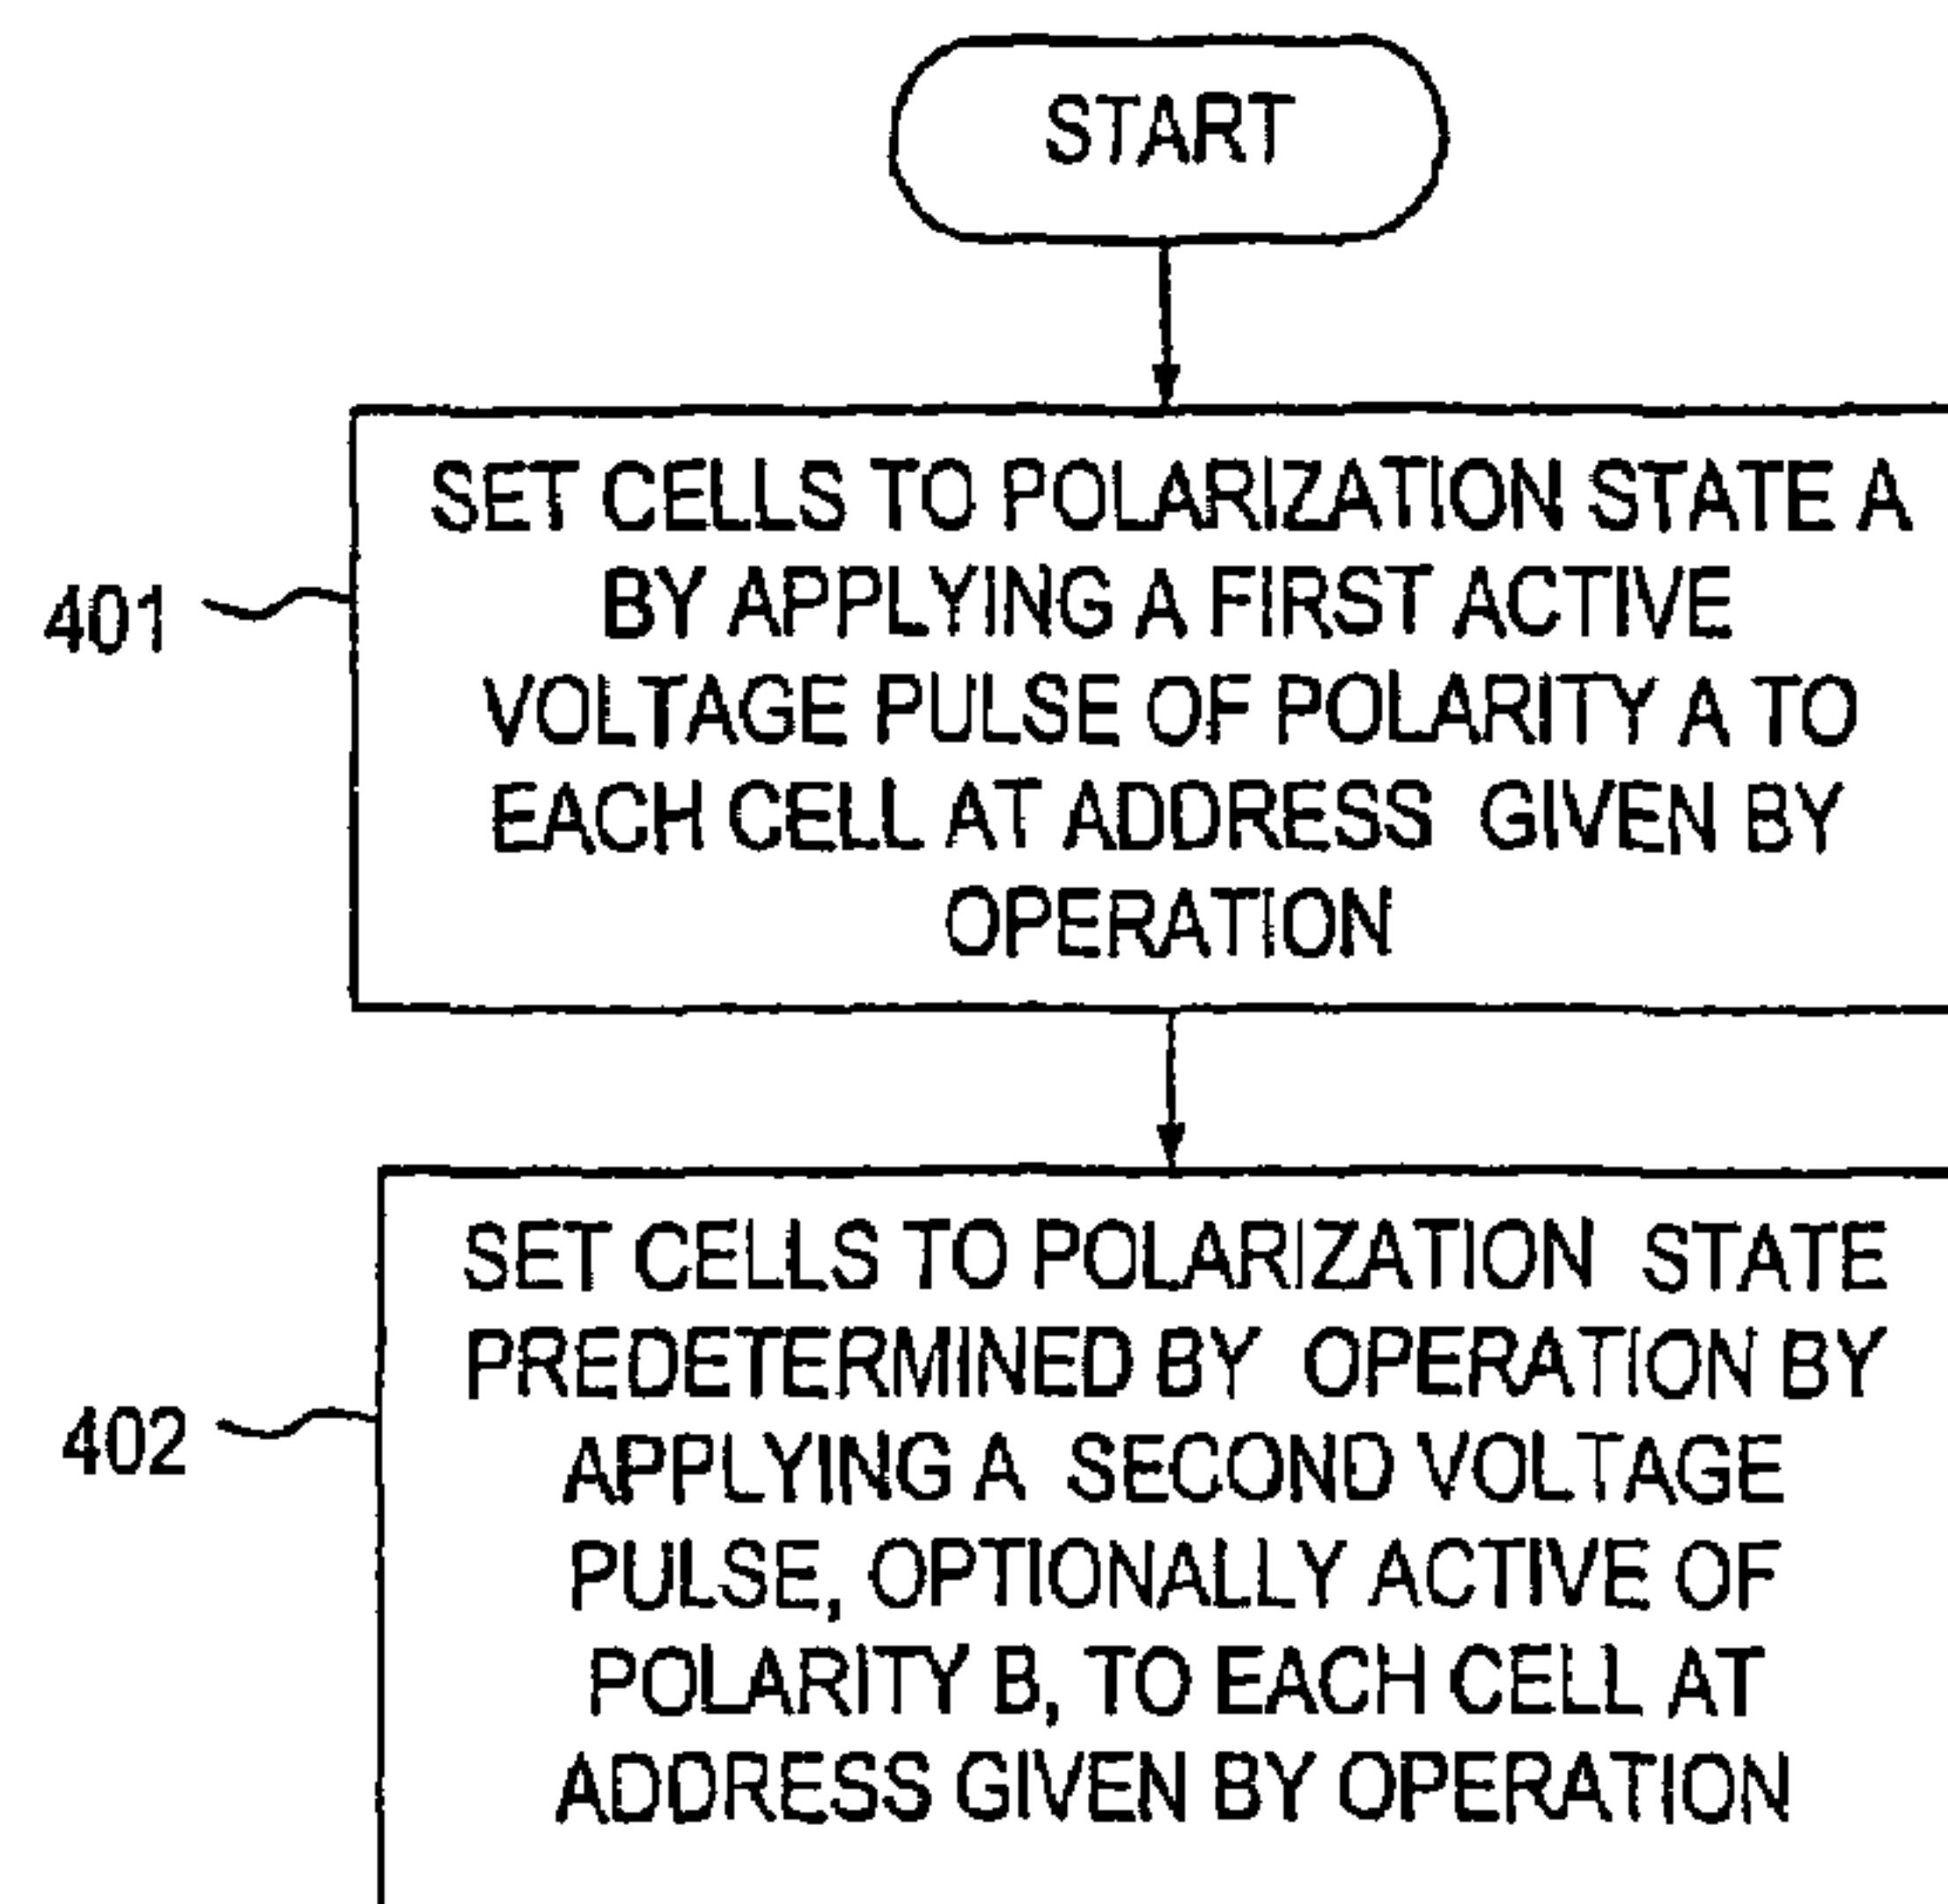 START
SET CELLS TO POLARIZATION STATE A
BY APPLYING A FIRST ACTIVE
401
VOLTAGE PULSE OF POLARITY A TO
EACH CELL AT ADDRESS GIVEN BY
OPERATION
SET CELLS TO POLARIZATION STATE
PREDETERMINED BY OPERATION BY
402
APPLYING A SECOND VOLTAGE
PULSE, OPTIONALLY ACTIVE OF
POLARITY B, TO EACH CELL AT
ADDRESS GIVEN BY OPERATION